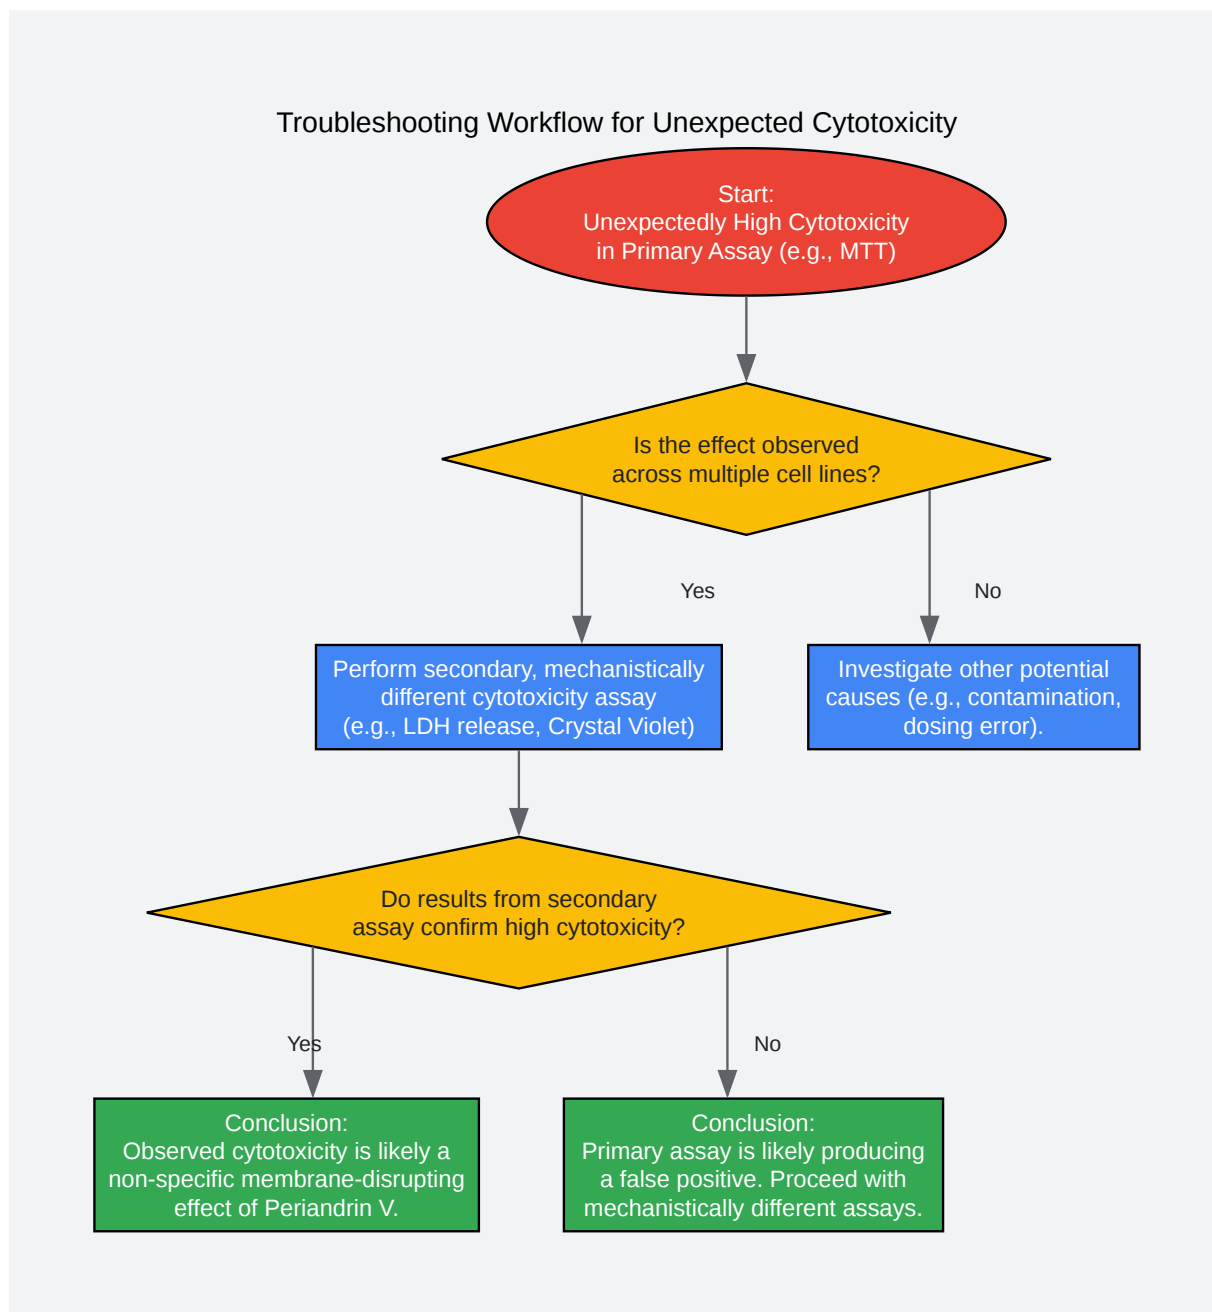 Troubleshooting Workflow for Unexpected Cytotoxicity
Start:
Unexpectedly High Cytotoxicity
in Primary Assay (e.g., MTT)
Is the effect observed
across multiple cell lines?
Yes
No
Perform secondary, mechanistically
different cytotoxicity assay
(e.g., LDH release, Crystal Violet)
Investigate other potential
causes (e.g., contamination,
dosing error).
Do results from secondary
assay confirm high cytotoxicity?
Yes
No
Conclusion:
Observed cytotoxicity is likely a
non-specific membrane-disrupting
effect of Periandrin V.
Conclusion:
Primary assay is likely producing
a false positive. Proceed with
mechanistically different assays.